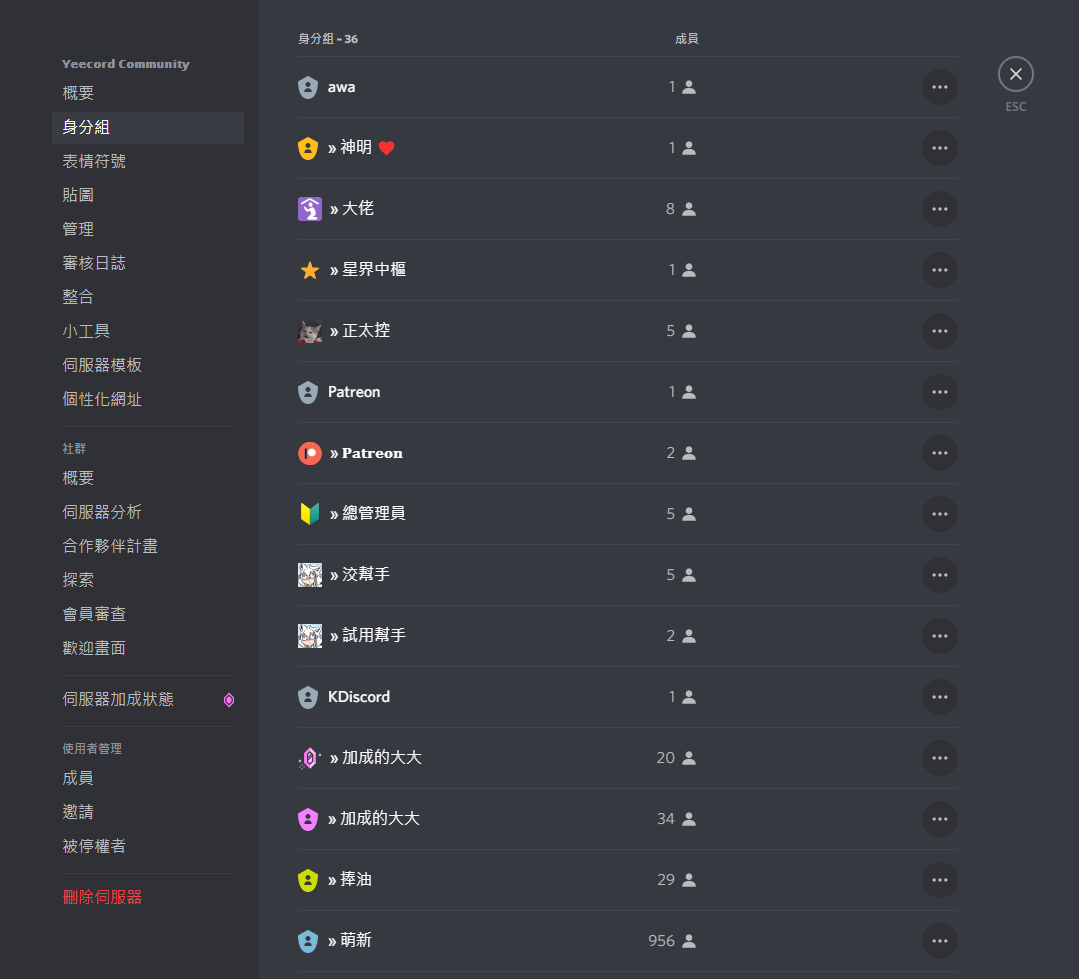 Yeecord Community
概要
身分組
表情符號
貼圖
管理
審核日誌
整合
小工具
伺服器模板
個性化網址
社群
概要
伺服器分析
合作夥伴計畫
探索
會員審查
歡迎畫面
伺服器加成狀態
使用者管理
成員
邀請
被停權者
刪除伺服器
身分組 - 36 成員
awa 1
» 神明 ❤ 1
» 大佬 8
» 星界中樞 1
» 正太控 5
Patreon 1
» Patreon 2
» 總管理員 5
» 洨幫手 5
» 試用幫手 2
KDiscord 1
» 加成的大大 20
» 加成的大大 34
» 捧油 29
» 萌新 956
ESC